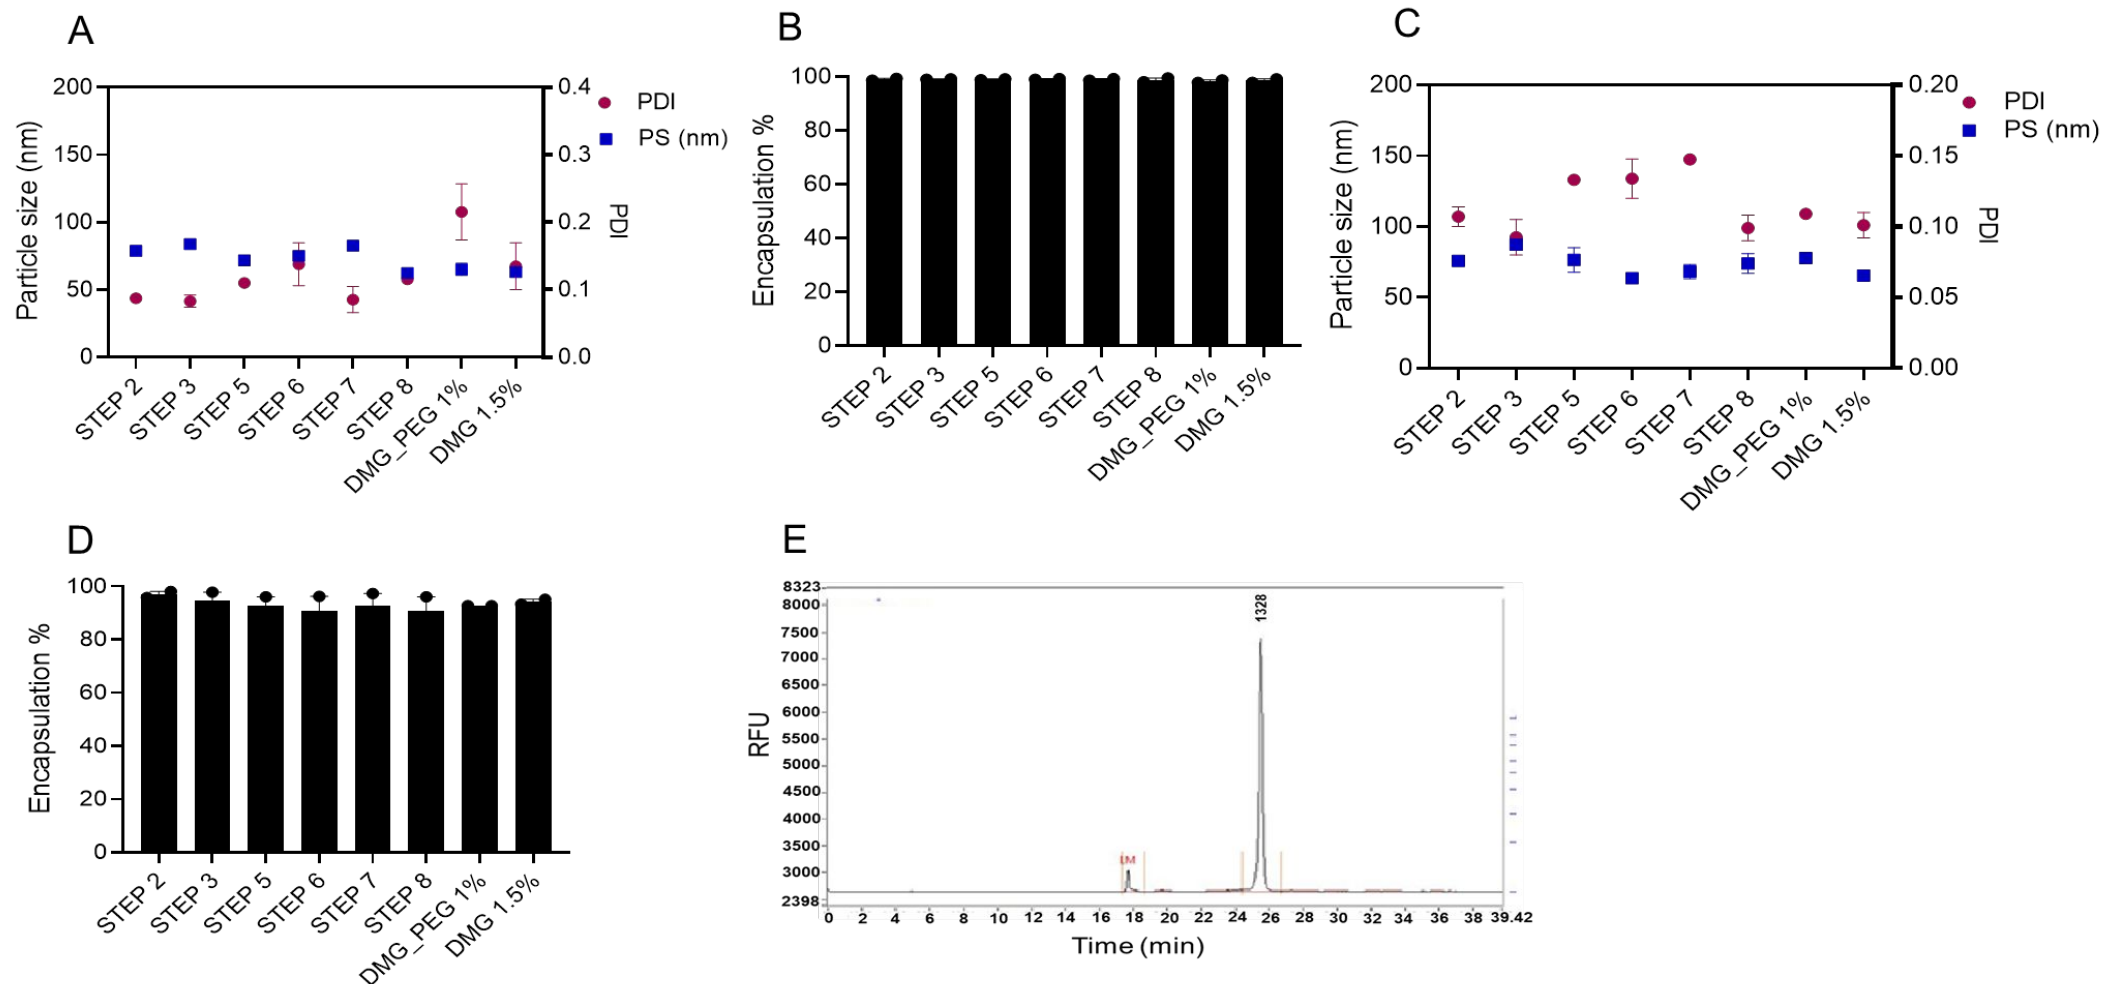 A
200
150
100
50
0
Particle size (nm)
0.4
0.3
0.2
0.1
0.0
PDI
PDI
PS (nm)
STEP 2
STEP 3
STEP 5
STEP 6
STEP 7
STEP 8
DMG_PEG 1%
DMG 1.5%
B
100
80
60
40
20
0
Encapsulation %
STEP 2
STEP 3
STEP 5
STEP 6
STEP 7
STEP 8
DMG_PEG 1%
DMG 1.5%
C
200
150
100
50
0
Particle size (nm)
0.20
0.15
0.10
0.05
0.00
PDI
PDI
PS (nm)
STEP 2
STEP 3
STEP 5
STEP 6
STEP 7
STEP 8
DMG_PEG 1%
DMG 1.5%
D
100
80
60
40
20
0
Encapsulation %
STEP 2
STEP 3
STEP 5
STEP 6
STEP 7
STEP 8
DMG_PEG 1%
DMG 1.5%
E
8323
8000
7500
7000
6500
6000
5500
5000
4500
4000
3500
3000
2398
RFU
LM
1328
0 2 4 6 8 10 12 14 16 18 20 22 24 26 28 30 32 34 36 38 39.42
Time (min)